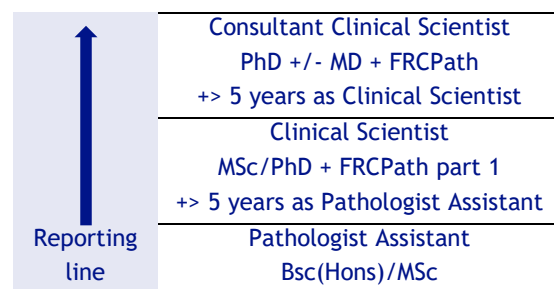 Consultant Clinical Scientist
PhD +/- MD + FRCPath
+> 5 years as Clinical Scientist
Clinical Scientist
MSc/PhD + FRCPath part 1
+> 5 years as Pathologist Assistant
Reporting
line
Pathologist Assistant
Bsc(Hons)/MSc